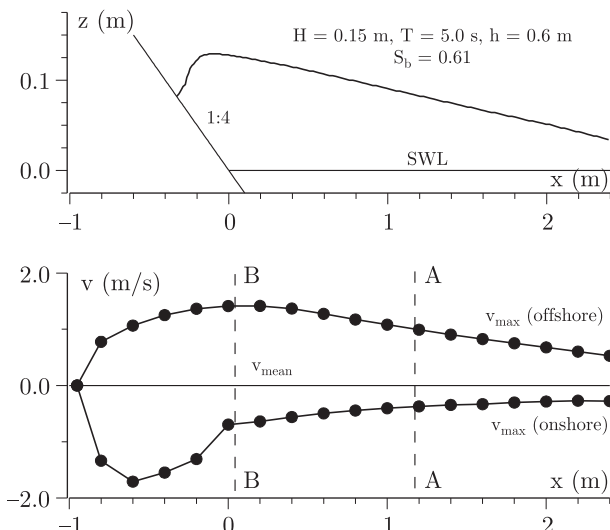 z (m)
H = 0.15 m, T = 5.0 s, h = 0.6 m
S_b = 0.61
0.1
1:4
SWL
0.0
x (m)
−1 0 1 2
2.0
v (m/s)
B
A
v_max (offshore)
v_mean
0.0
v_max (onshore)
B
A
x (m)
−2.0
−1 0 1 2